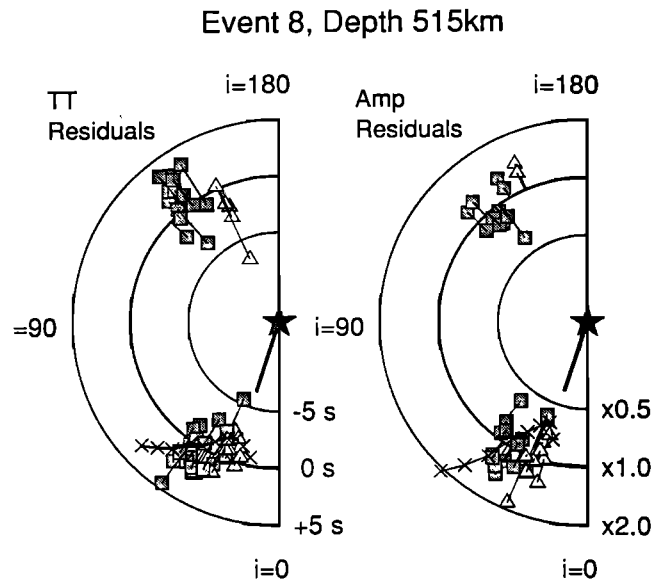 Event 8, Depth 515km
TT
Residuals
i=180
Amp
Residuals
i=180
=90
i=90
-5 s
0 s
+5 s
x0.5
x1.0
x2.0
i=0
i=0